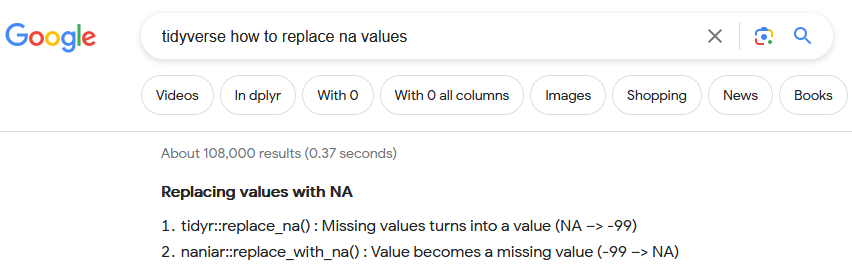 Google
tidyverse how to replace na values
Videos In dplyr With 0 With 0 all columns Images Shopping News Books
About 108,000 results (0.37 seconds)
Replacing values with NA
1. tidyr::replace_na() : Missing values turns into a value (NA –> -99)
2. naniar::replace_with_na() : Value becomes a missing value (-99 –> NA)